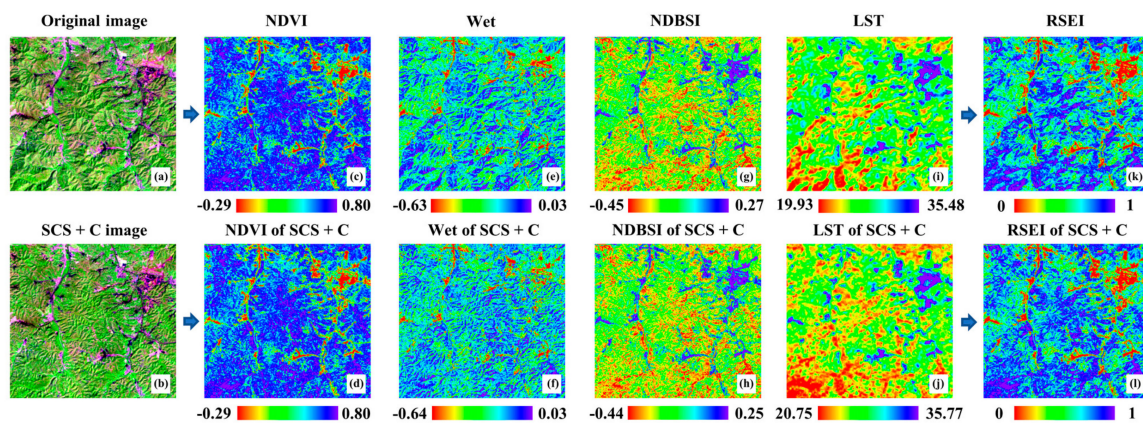 Original image NDVI Wet NDBSI LST RSEI
(a) (c) (e) (g) (i) (k)
-0.29 0.80 -0.63 0.03 -0.45 0.27 19.93 35.48 0 1
SCS + C image NDVI of SCS + C Wet of SCS + C NDBSI of SCS + C LST of SCS + C RSEI of SCS + C
(b) (d) (f) (h) (j) (l)
-0.29 0.80 -0.64 0.03 -0.44 0.25 20.75 35.77 0 1